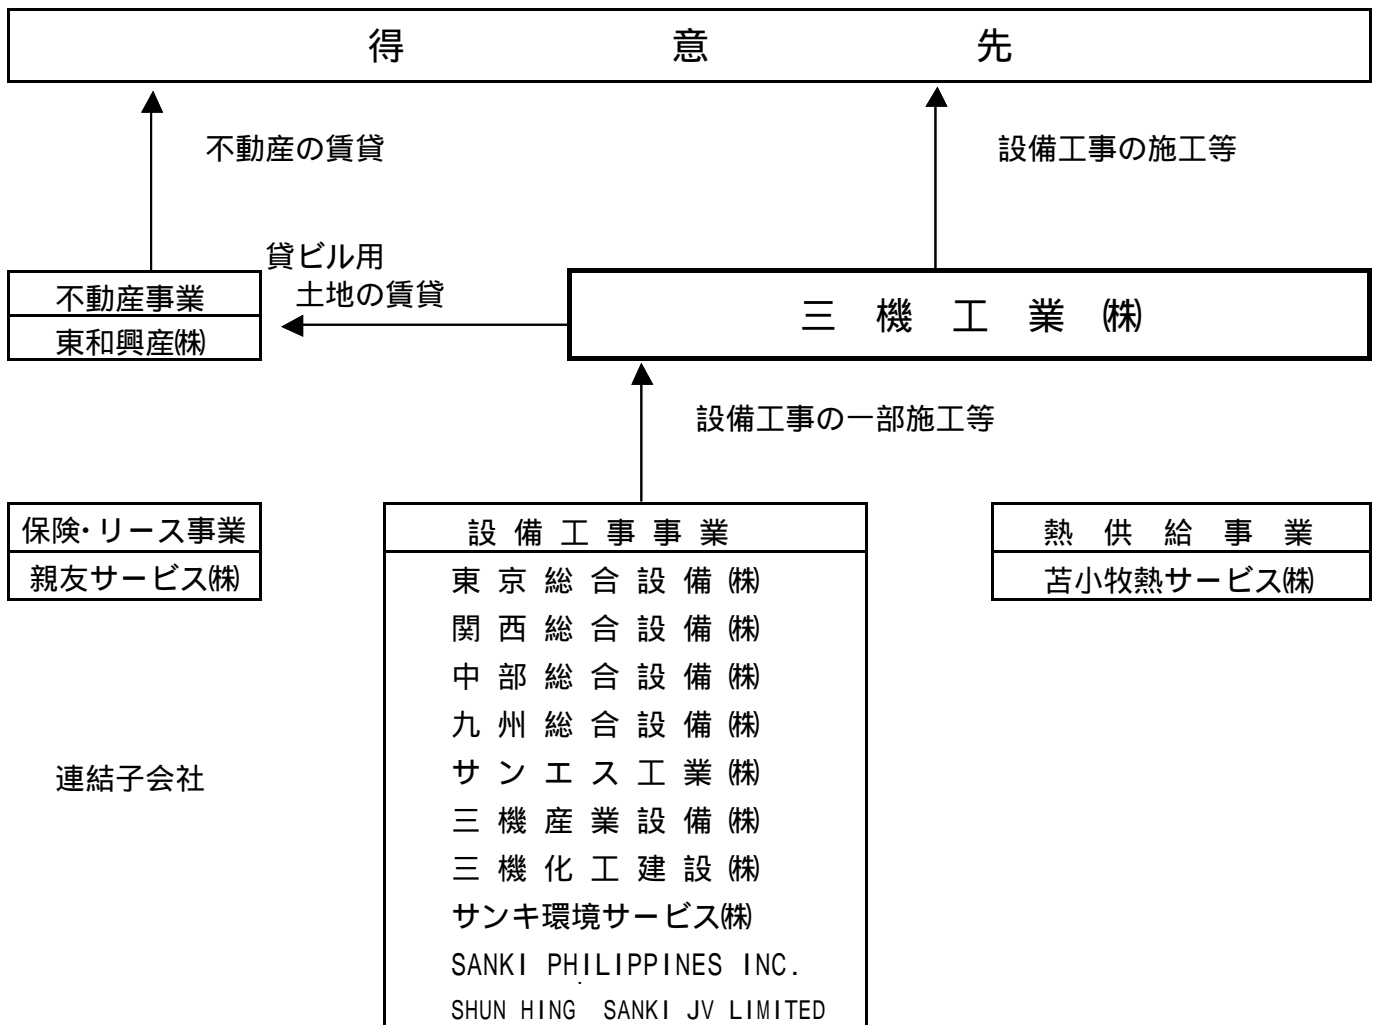 得意先
不動産の賃貸
設備工事の施工等
貸ビル用
土地の賃貸
不動産事業
東和興産㈱
三機工業㈱
設備工事の一部施工等
保険・リース事業
親友サービス㈱
設備工事事業
東京総合設備㈱
関西総合設備㈱
中部総合設備㈱
九州総合設備㈱
サンエス工業㈱
三機産業設備㈱
三機化工建設㈱
サンキ環境サービス㈱
SANKI PHILIPPINES INC.
SHUN HING SANKI JV LIMITED
熱供給事業
苫小牧熱サービス㈱
連結子会社